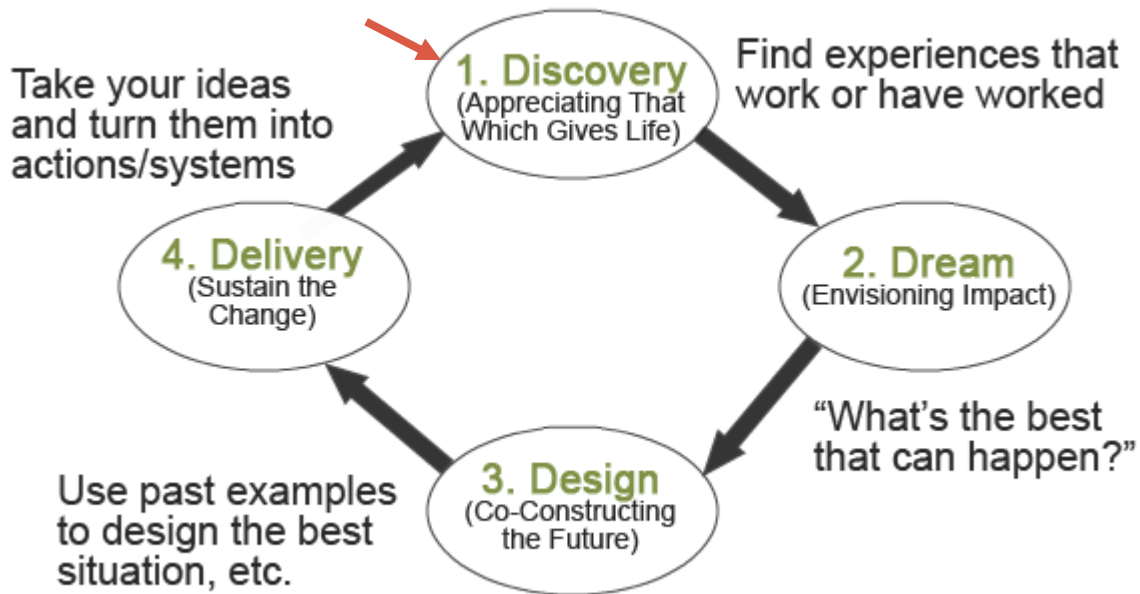 1. Discovery
(Appreciating That
Which Gives Life)
Find experiences that
work or have worked
2. Dream
(Envisioning Impact)
“What’s the best
that can happen?”
3. Design
(Co-Constructing
the Future)
Use past examples
to design the best
situation, etc.
4. Delivery
(Sustain the
Change)
Take your ideas
and turn them into
actions/systems